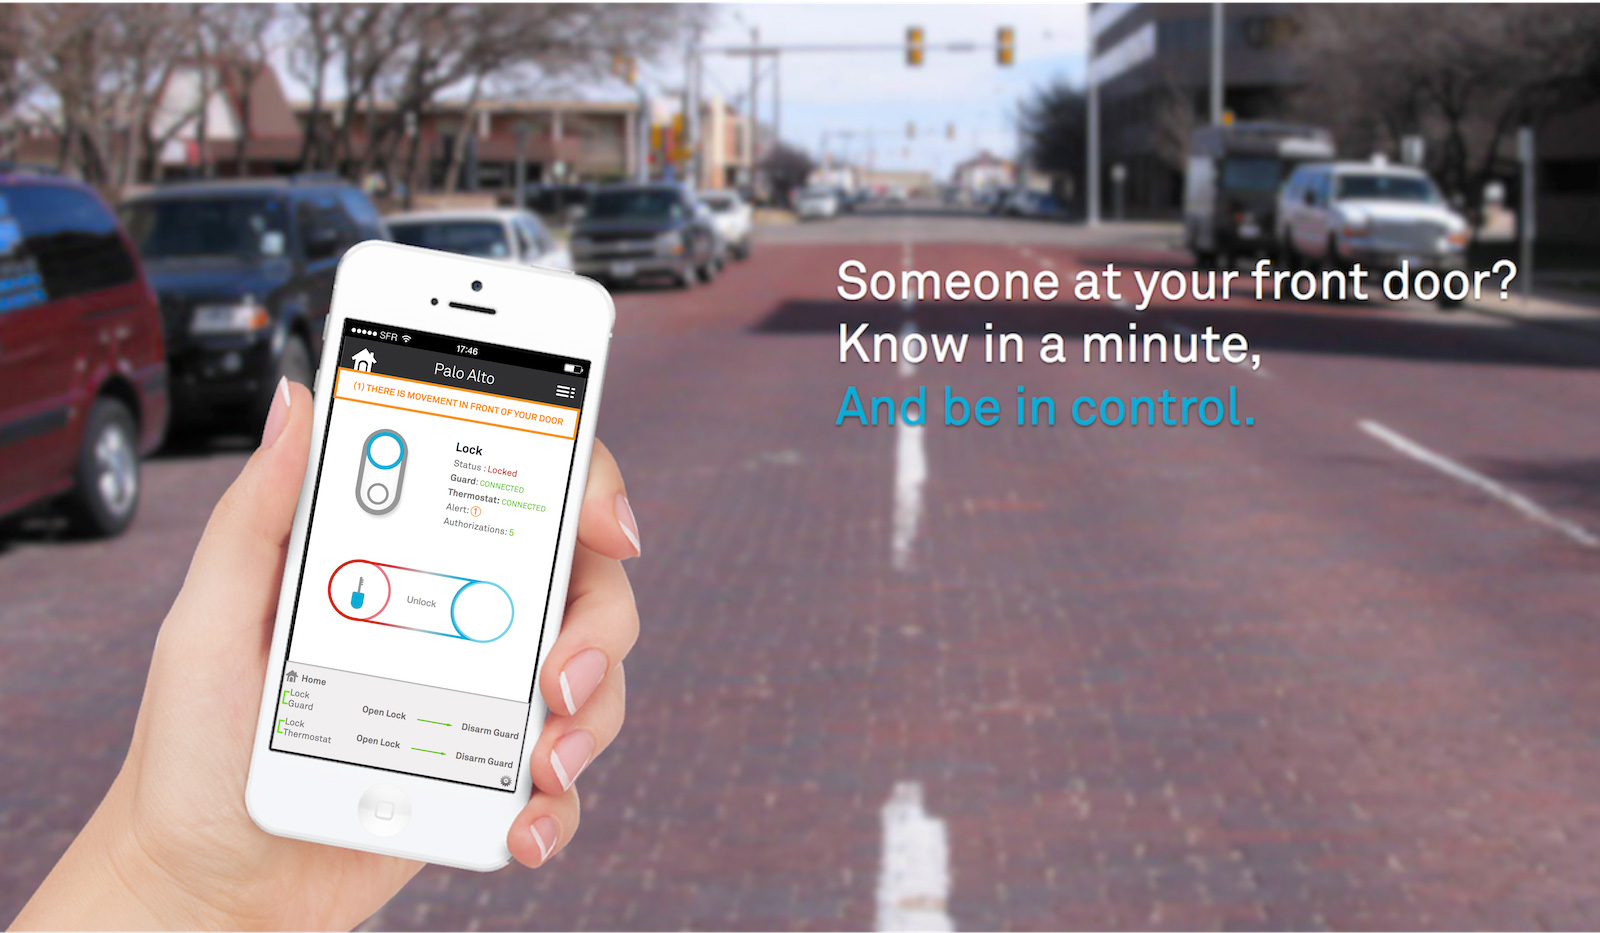 Someone at your front door?
Know in a minute,
And be in control.
SFR
17:46
Palo Alto
(1) THERE IS MOVEMENT IN FRONT OF YOUR DOOR
Lock
Status : Locked
Guard: CONNECTED
Thermostat: CONNECTED
Alert: 1
Authorizations: 5
Unlock
Home
Lock
Guard
Open Lock
Disarm Guard
Lock
Thermostat
Open Lock
Disarm Guard